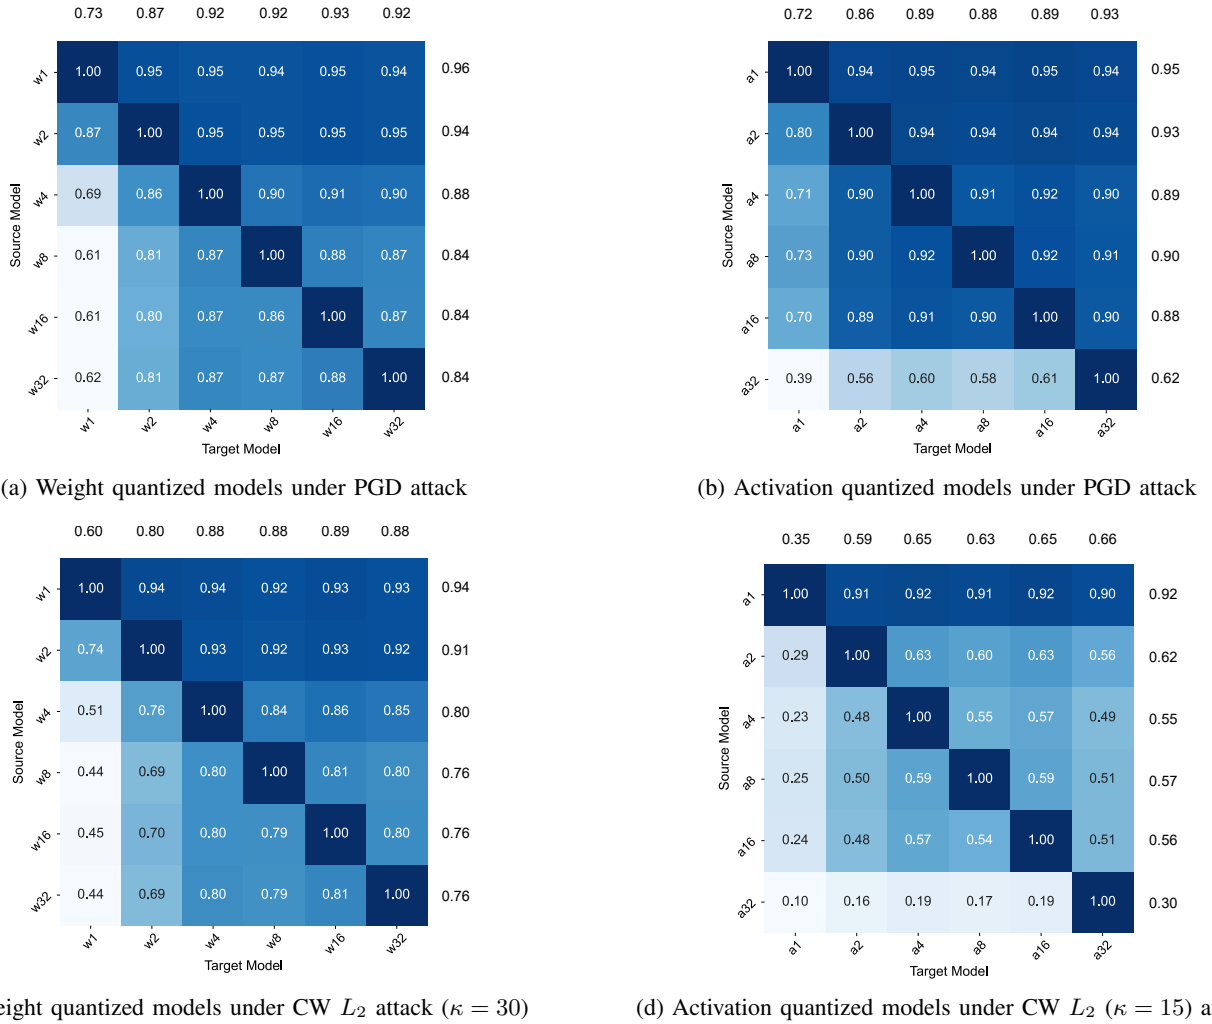 0.73 0.87 0.92 0.92 0.93 0.92
w1 1.00 0.95 0.95 0.94 0.95 0.94 0.96
w2 0.87 1.00 0.95 0.95 0.95 0.95 0.94
w4 0.69 0.86 1.00 0.90 0.91 0.90 0.88
w8 0.61 0.81 0.87 1.00 0.88 0.87 0.84
w16 0.61 0.80 0.87 0.86 1.00 0.87 0.84
w32 0.62 0.81 0.87 0.87 0.88 1.00 0.84
Source Model
w1 w2 w4 w8 w16 w32
Target Model
(a) Weight quantized models under PGD attack
0.72 0.86 0.89 0.88 0.89 0.93
a1 1.00 0.94 0.95 0.94 0.95 0.94 0.95
a2 0.80 1.00 0.94 0.94 0.94 0.94 0.93
a4 0.71 0.90 1.00 0.91 0.92 0.90 0.89
a8 0.73 0.90 0.92 1.00 0.92 0.91 0.90
a16 0.70 0.89 0.91 0.90 1.00 0.90 0.88
a32 0.39 0.56 0.60 0.58 0.61 1.00 0.62
Source Model
a1 a2 a4 a8 a16 a32
Target Model
(b) Activation quantized models under PGD attack
0.60 0.80 0.88 0.88 0.89 0.88
w1 1.00 0.94 0.94 0.92 0.93 0.93 0.94
w2 0.74 1.00 0.93 0.92 0.93 0.92 0.91
w4 0.51 0.76 1.00 0.84 0.86 0.85 0.80
w8 0.44 0.69 0.80 1.00 0.81 0.80 0.76
w16 0.45 0.70 0.80 0.79 1.00 0.80 0.76
w32 0.44 0.69 0.80 0.79 0.81 1.00 0.76
Source Model
w1 w2 w4 w8 w16 w32
Target Model
eight quantized models under CW L₂ attack (κ = 30)
0.35 0.59 0.65 0.63 0.65 0.66
a1 1.00 0.91 0.92 0.91 0.92 0.90 0.92
a2 0.29 1.00 0.63 0.60 0.63 0.56 0.62
a4 0.23 0.48 1.00 0.55 0.57 0.49 0.55
a8 0.25 0.50 0.59 1.00 0.59 0.51 0.57
a16 0.24 0.48 0.57 0.54 1.00 0.51 0.56
a32 0.10 0.16 0.19 0.17 0.19 1.00 0.30
Source Model
a1 a2 a4 a8 a16 a32
Target Model
(d) Activation quantized models under CW L₂ (κ = 15) a